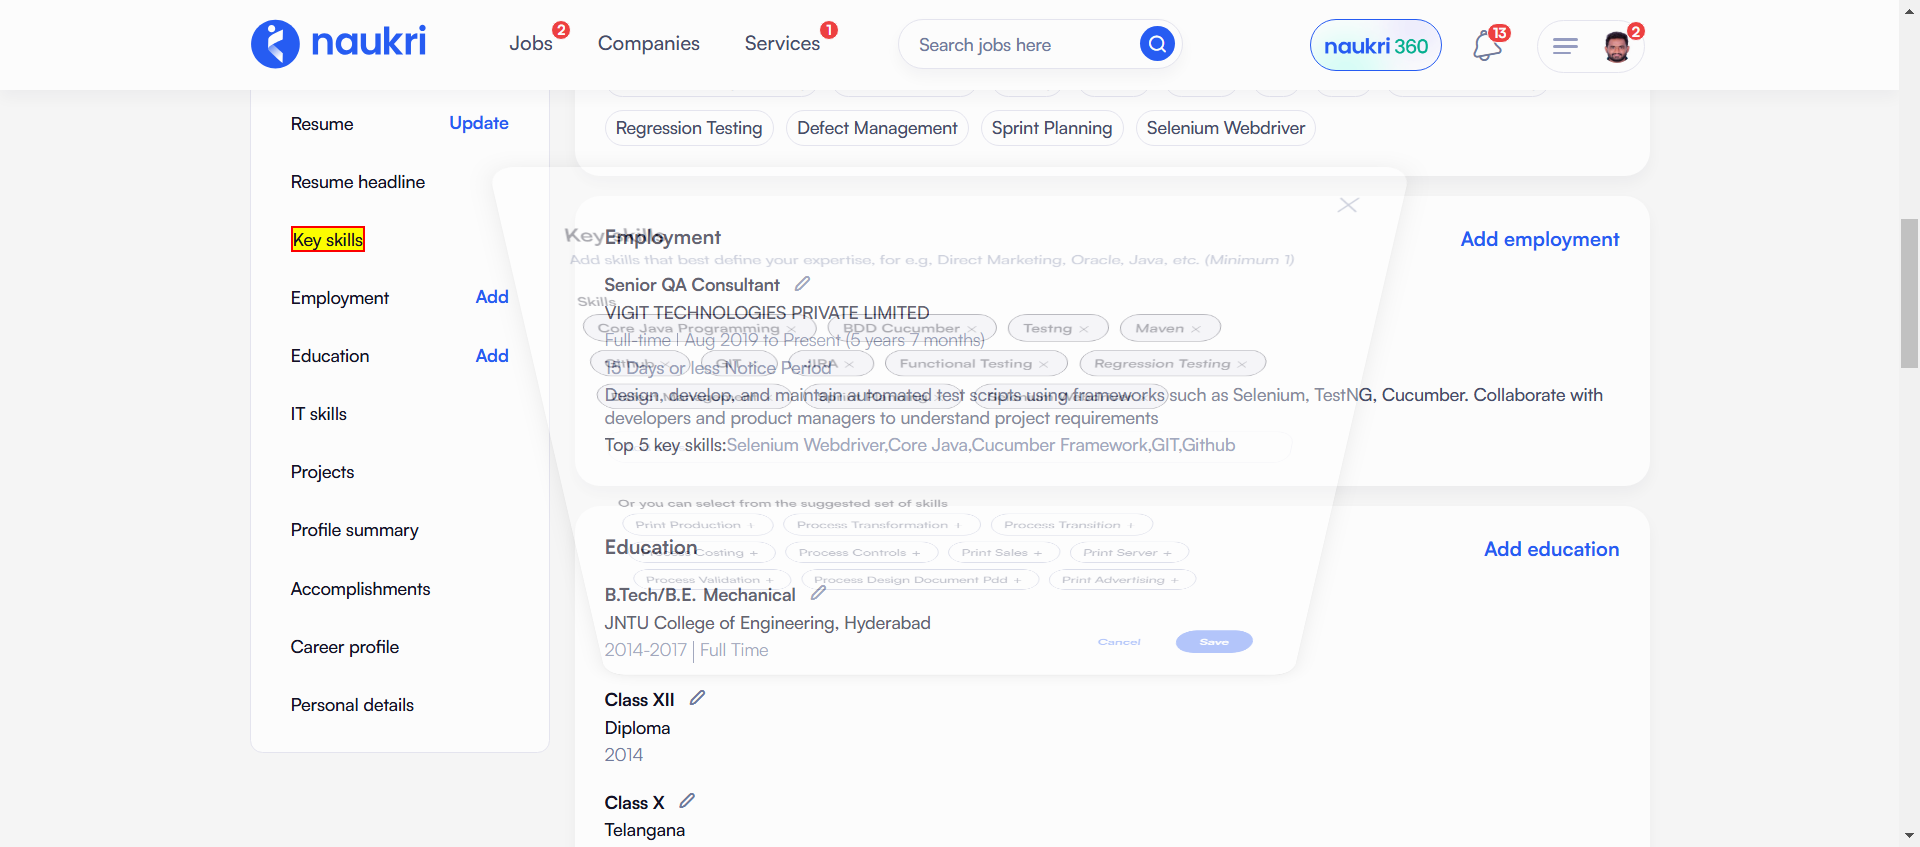 naukri
Jobs 2
Companies
Services 1
Search jobs here
naukri 360
13
2
Resume Update
Resume headline
Key skills
Employment Add
Education Add
IT skills
Projects
Profile summary
Accomplishments
Career profile
Personal details
Regression Testing Defect Management Sprint Planning Selenium Webdriver
Employment Add employment
Senior QA Consultant
VIGIT TECHNOLOGIES PRIVATE LIMITED
Full-time | Aug 2019 to Present (5 years 7 months)
15 Days or less Notice Period
Design, develop, and maintain automated test scripts using frameworks such as Selenium, TestNG, Cucumber. Collaborate with
developers and product managers to understand project requirements
Top 5 key skills:Selenium Webdriver,Core Java,Cucumber Framework,GIT,Github
Education Add education
B.Tech/B.E. Mechanical
JNTU College of Engineering, Hyderabad
2014-2017 | Full Time
Class XII
Diploma
2014
Class X
Telangana
Key skills
Add skills that best define your expertise, for e.g, Direct Marketing, Oracle, Java, etc. (Minimum 1)
Skills
Core Java Programming × BDD Cucumber × Testng × Maven ×
Github × GIT × JIRA × Functional Testing × Regression Testing ×
Defect Management × Sprint Planning × Selenium Webdriver ×
Or you can select from the suggested set of skills
Print Production + Process Transformation + Process Transition +
Process Costing + Process Controls + Print Sales + Print Server +
Process Validation + Process Design Document Pdd + Print Advertising +
Cancel Save